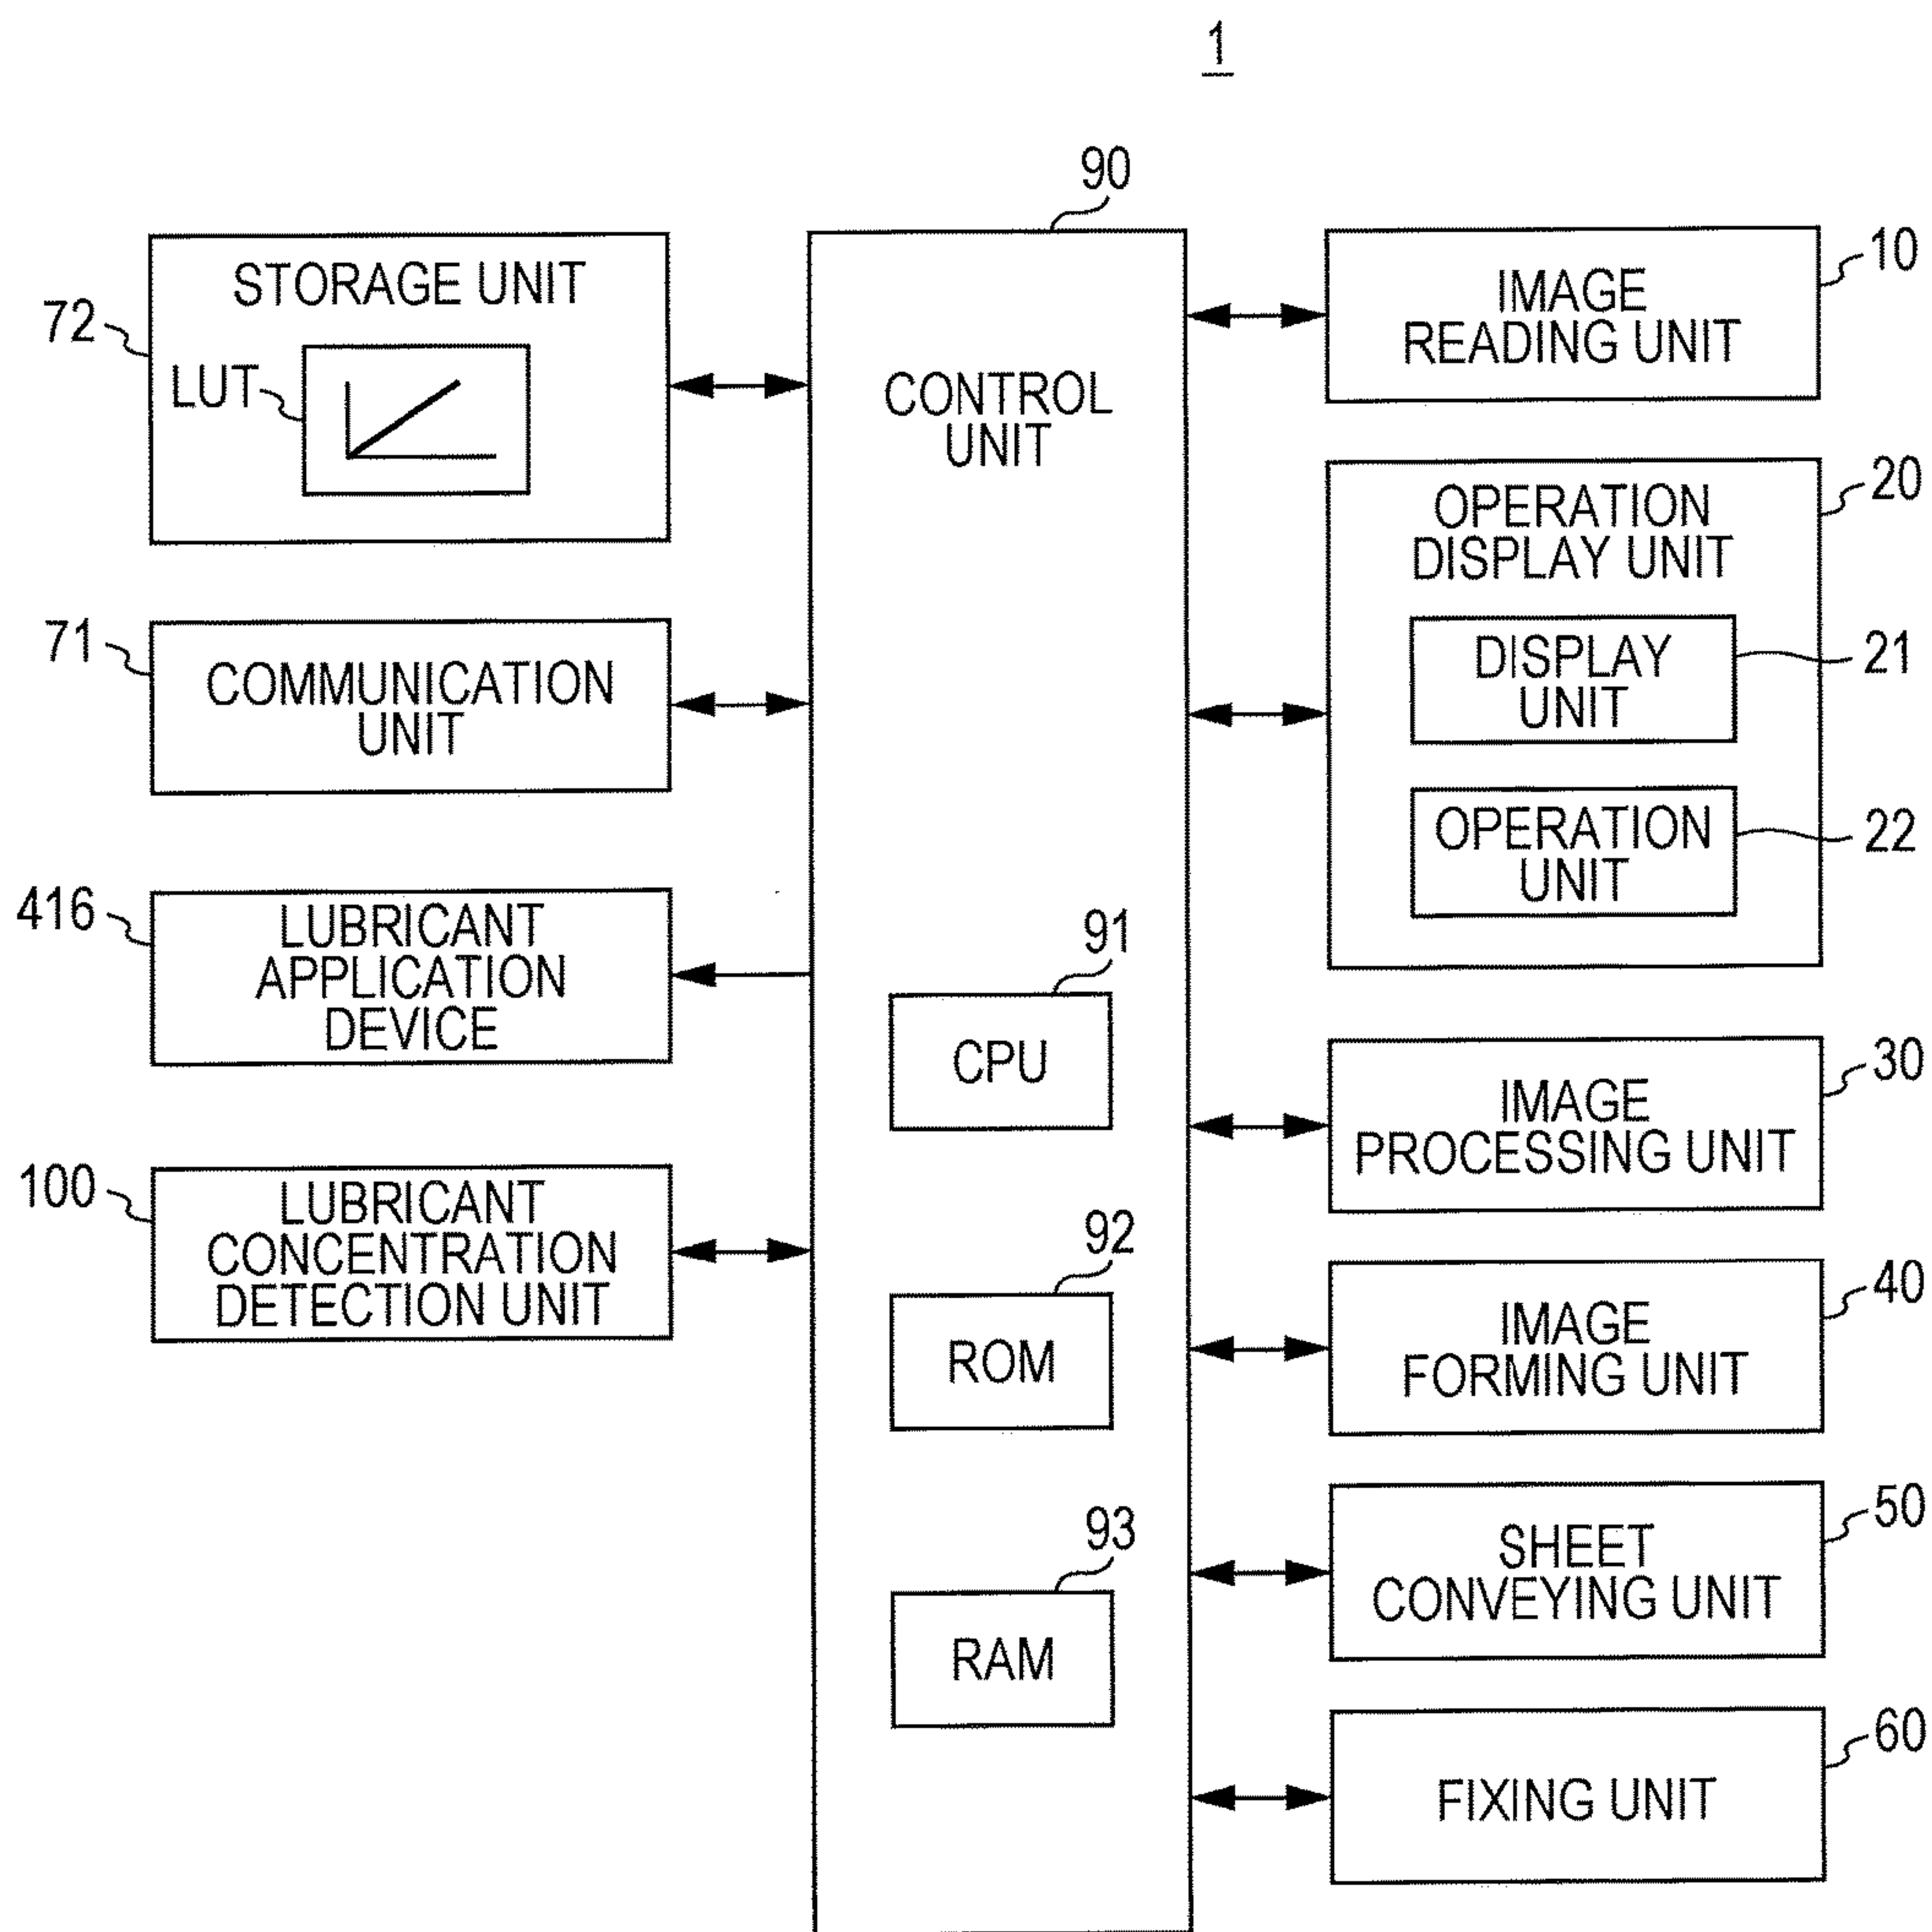 1
90
72
STORAGE UNIT
LUT
71
COMMUNICATION
UNIT
416
LUBRICANT
APPLICATION
DEVICE
100
LUBRICANT
CONCENTRATION
DETECTION UNIT
CONTROL
UNIT
91
CPU
92
ROM
93
RAM
10
IMAGE
READING UNIT
20
OPERATION
DISPLAY UNIT
DISPLAY
UNIT
21
OPERATION
UNIT
22
30
IMAGE
PROCESSING UNIT
40
IMAGE
FORMING UNIT
50
SHEET
CONVEYING UNIT
60
FIXING UNIT